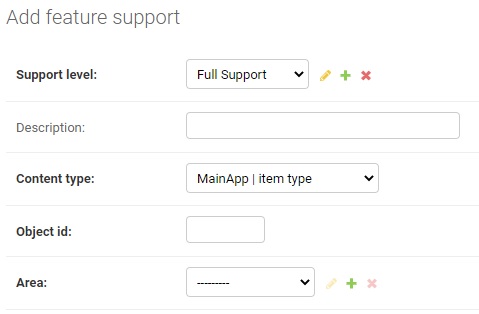 Add feature support
Support level: Full Support
Description:
Content type: MainApp | item type
Object id:
Area: ---------